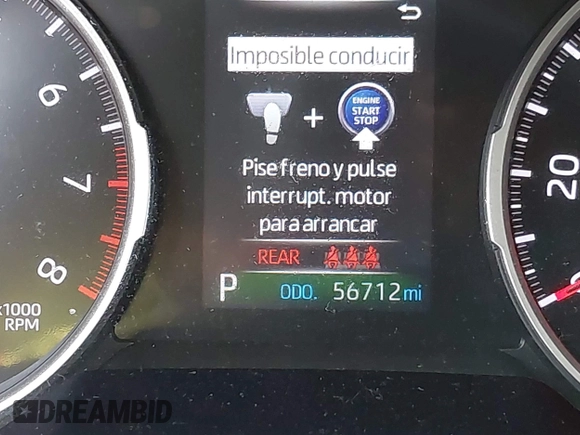 Imposible conducir
6
ENGINE
START
STOP
+
Pise freno y pulse
interrupt. motor
para arrancar
7
20
REAR
8
P ODO. 56712 mi
x1000
RPM
0
DREAMBID